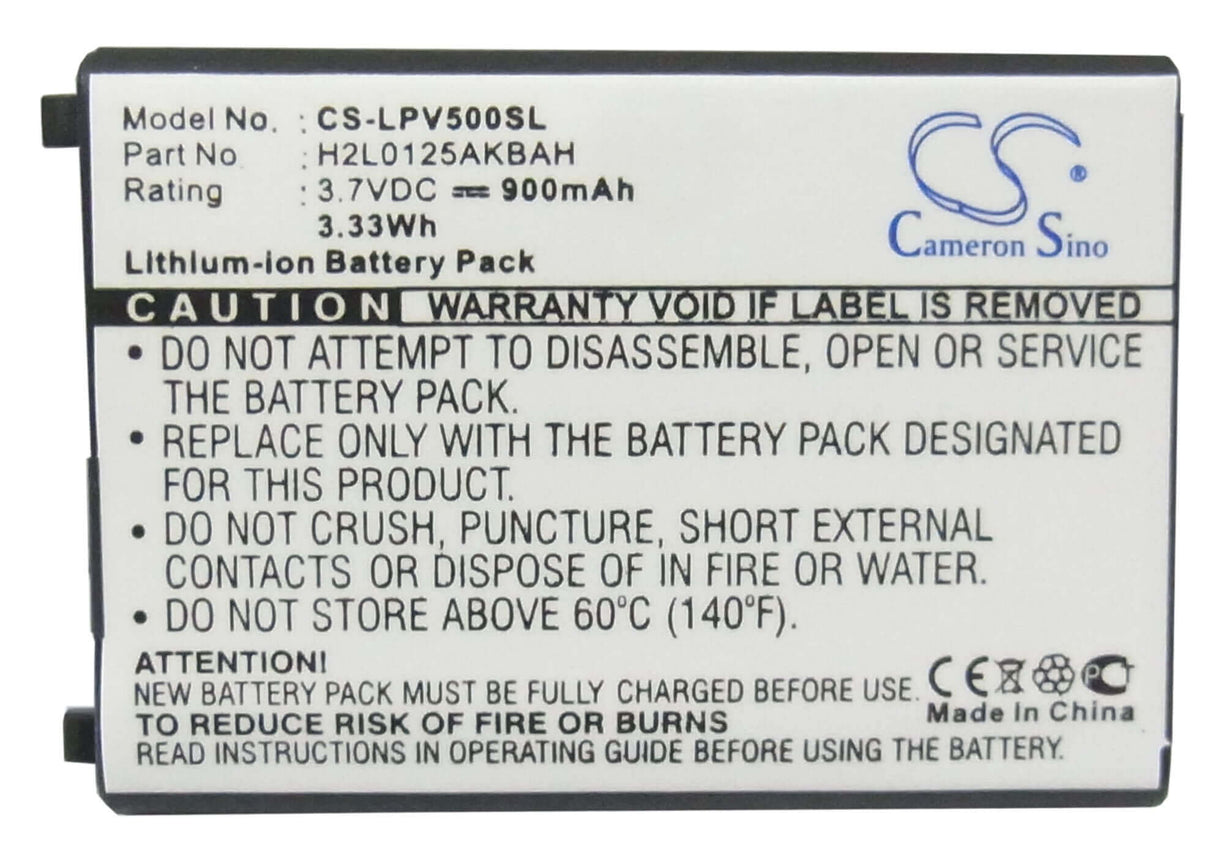 Model No. : CS-LPV500SL
Part No : H2L0125AKBAH
Rating : 3.7VDC ⎓ 900mAh
3.33Wh
Lithium-ion Battery Pack
CS ®
Cameron Sino
CAUTION WARRANTY VOID IF LABEL IS REMOVED
• DO NOT ATTEMPT TO DISASSEMBLE, OPEN OR SERVICE
THE BATTERY PACK.
• REPLACE ONLY WITH THE BATTERY PACK DESIGNATED
FOR THIS PRODUCT.
• DO NOT CRUSH, PUNCTURE, SHORT EXTERNAL
CONTACTS OR DISPOSE OF IN FIRE OR WATER.
• DO NOT STORE ABOVE 60°C (140°F).
ATTENTION!
NEW BATTERY PACK MUST BE FULLY CHARGED BEFORE USE.
TO REDUCE RISK OF FIRE OR BURNS
READ INSTRUCTIONS IN OPERATING GUIDE BEFORE USING THE BATTERY.
CE PC
Made In China